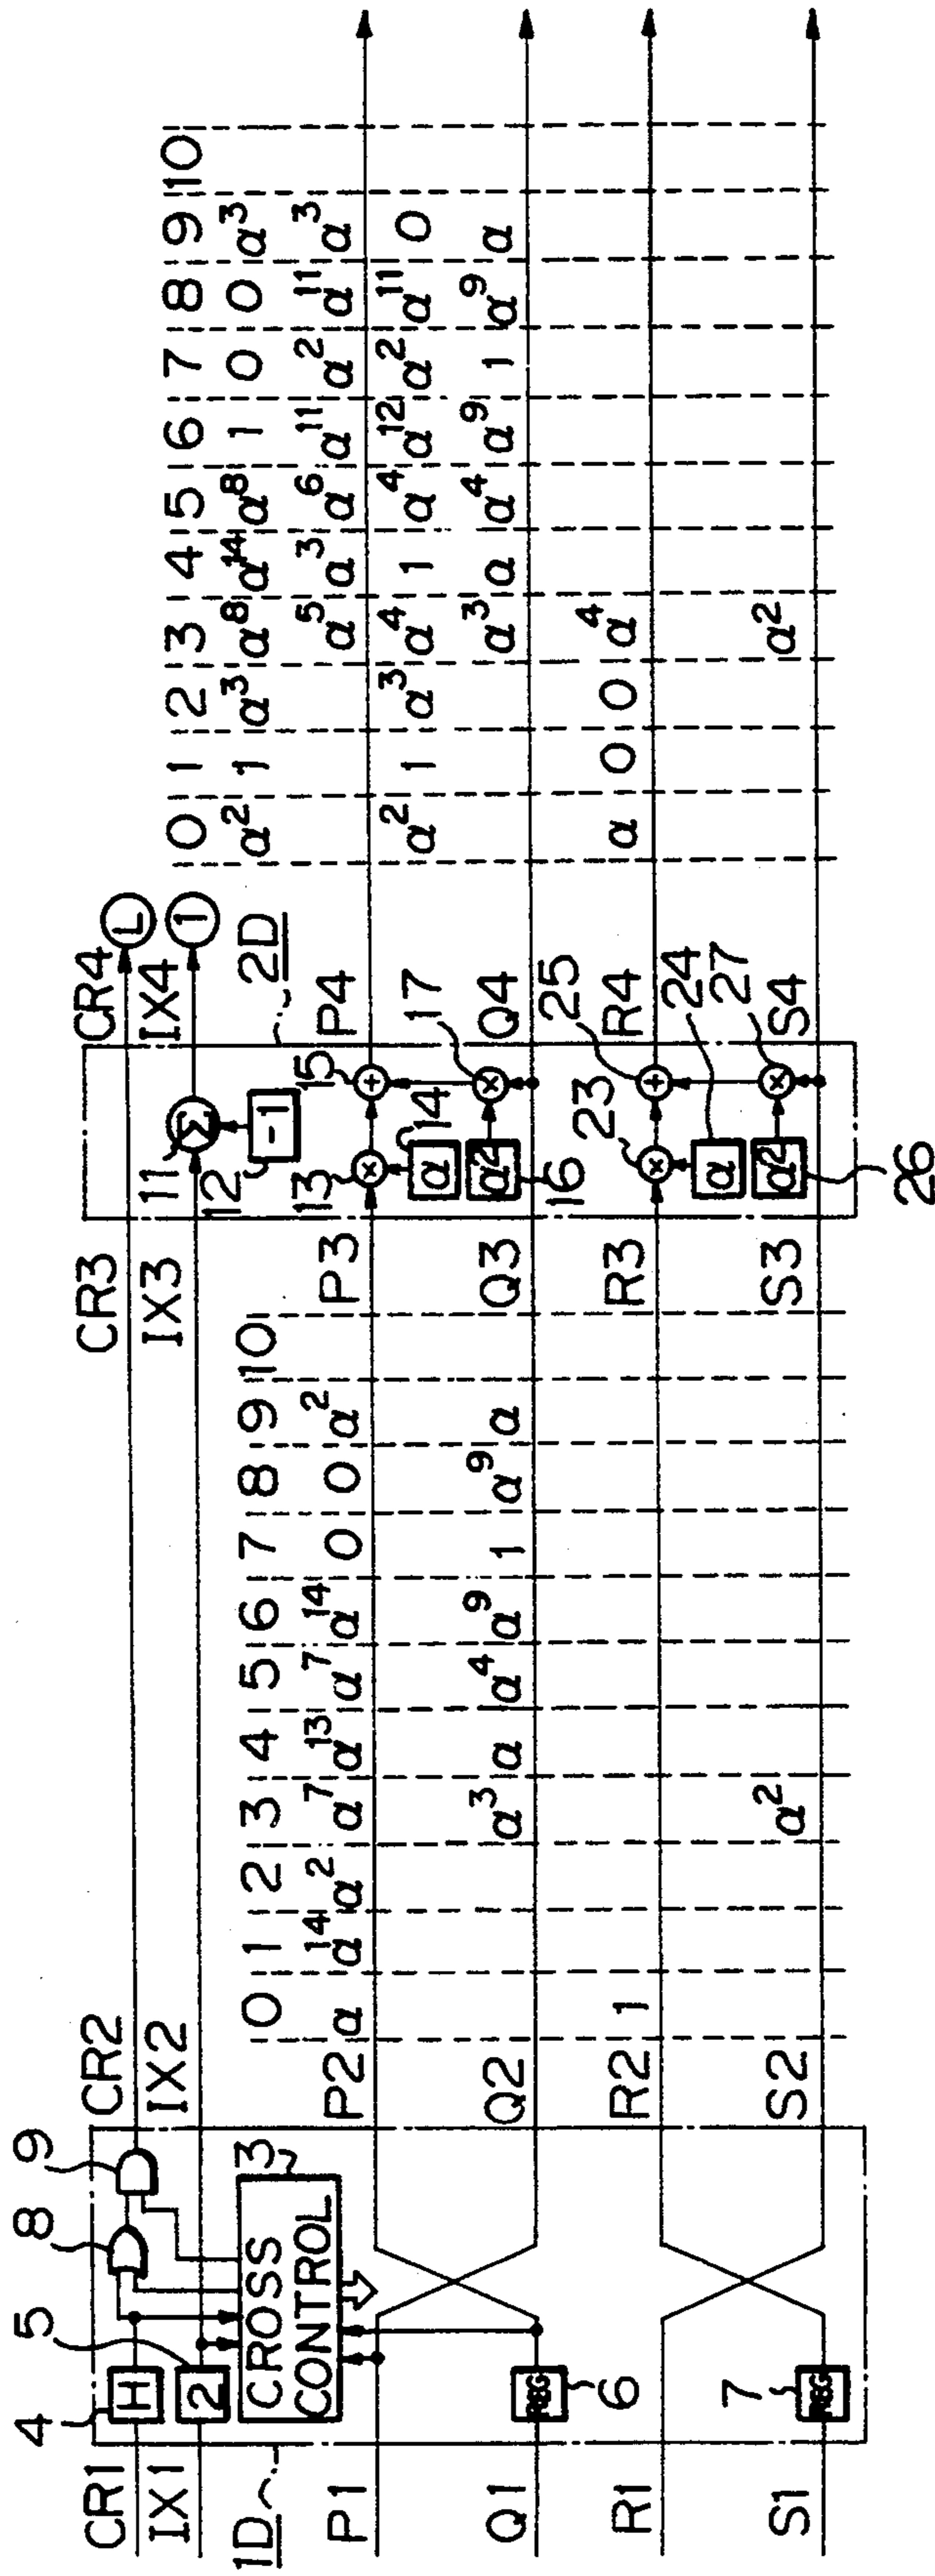 CR1
IX1
1D
P1
Q1
R1
S1
4
5
8
9
H
2
CROSS
CONTROL
3
REG
6
REG
7
CR2
IX2
P2
Q2
R2
S2
0 1 2 3 4 5 6 7 8 9 10
α α¹⁴ α² α⁷ α¹³ α⁷ α¹⁴ 0 0 α²
α³ α α⁴ α⁹ 1 α⁹ α
1
α²
CR3
IX3
P3
Q3
R3
S3
11
Σ
12
-1
13
×
14
α
15
+
α²
16
×
17
23
×
α
24
+
25
α²
26
×
27
2D
CR4
IX4
P4
Q4
R4
S4
L
1
0 1 2 3 4 5 6 7 8 9 10
α² 1 α³ α⁸ α¹⁴ α⁸ 1 0 0 α³
α⁵ α³ α⁶ α¹¹ α² α¹¹ α³
α² 1 α³ α⁴ 1 α⁴ α¹² α² α¹¹ 0
α³ α α⁴ α⁹ 1 α⁹ α
α 0 0 α⁴
α²